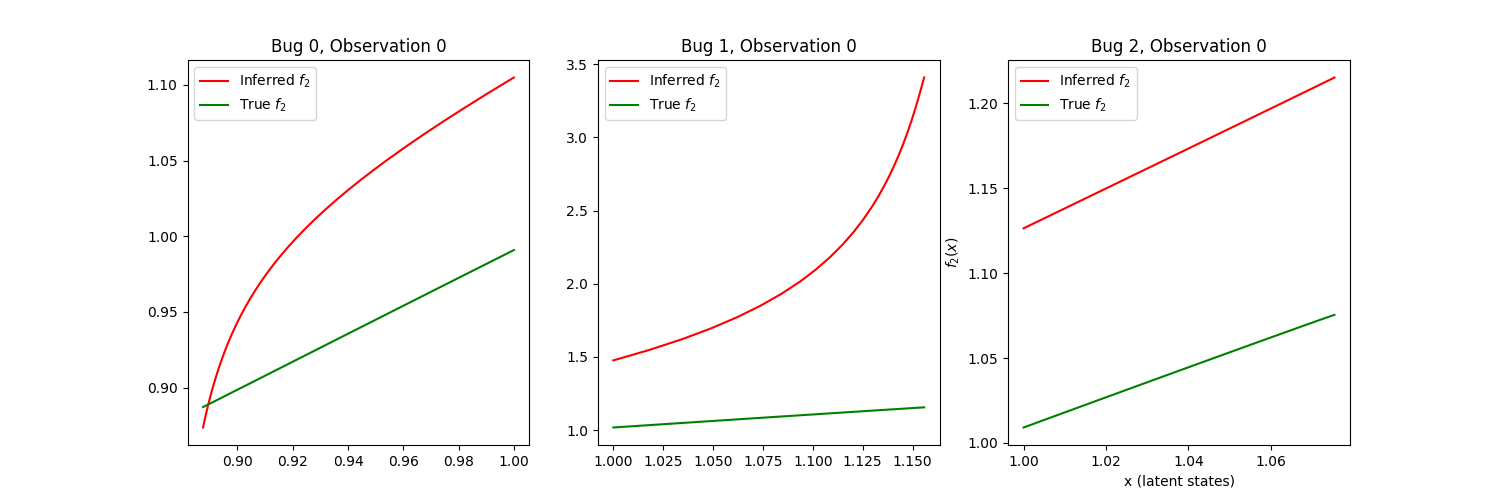 Bug 0, Observation 0
Inferred f₂
True f₂
1.10
1.05
1.00
0.95
0.90
0.90 0.92 0.94 0.96 0.98 1.00
Bug 1, Observation 0
Inferred f₂
True f₂
3.5
3.0
2.5
2.0
1.5
1.0
1.000 1.025 1.050 1.075 1.100 1.125 1.150
Bug 2, Observation 0
Inferred f₂
True f₂
f₂(x)
1.20
1.15
1.10
1.05
1.00
1.00 1.02 1.04 1.06
x (latent states)